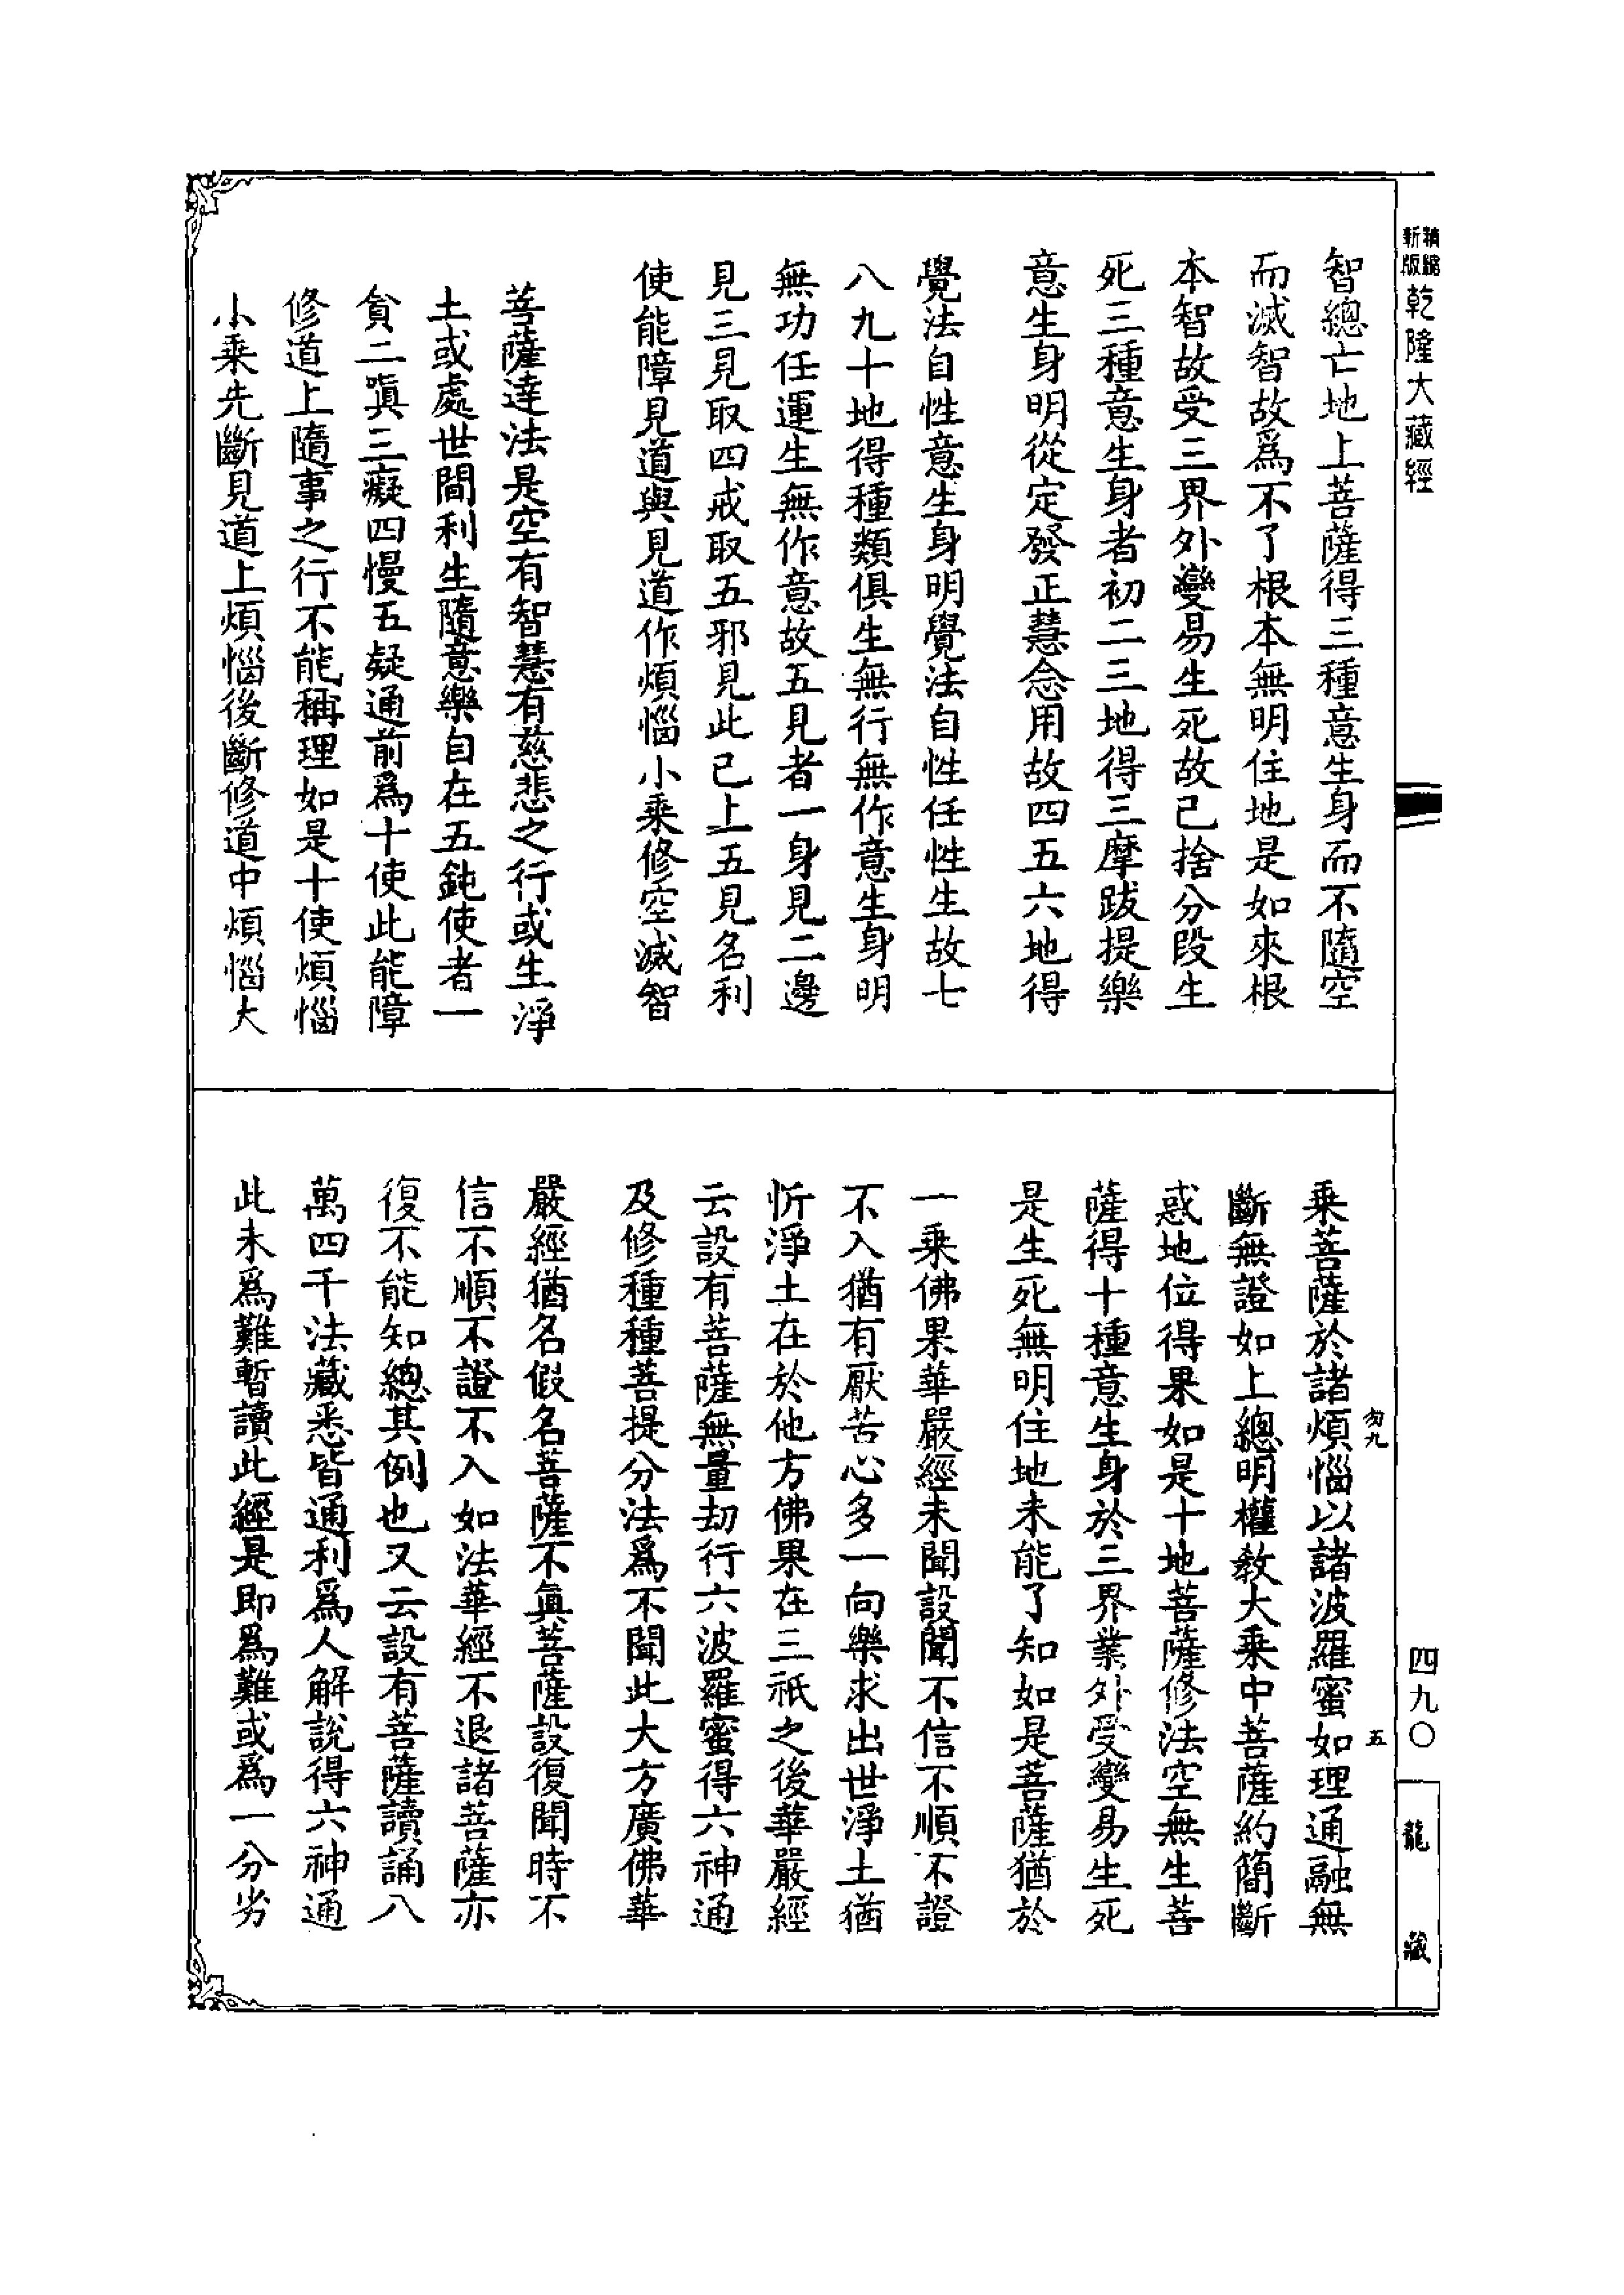 精縮新版乾隆大藏經
智總亡地上菩薩得三種意生身而不隨空
而滅智故爲不了根本無明住地是如來根
本智故受三界外變易生死故已捨分段生
死三種意生身者初二三地得三摩跋提樂
意生身明從定發正慧念用故四五六地得
覺法自性意生身明覺法自性任性生故七
八九十地得種類俱生無行無作意生身明
無功任運生無作意故五見者一身見二邊
見三見取四戒取五邪見此已上五見名利
使能障見道與見道作煩惱小乘修空滅智
菩薩達法是空有智慧有慈悲之行或生淨
土或處世間利生隨意樂自在五鈍使者一
貪二嗔三癡四慢五疑通前爲十使此能障
修道上隨事之行不能稱理如是十使煩惱
小乘先斷見道上煩惱後斷修道中煩惱大
匇九 五
乘菩薩於諸煩惱以諸波羅蜜如理通融無
斷無證如上總明權教大乘中菩薩約簡斷
惑地位得果如是十地菩薩修法空無生菩
薩得十種意生身於三界業外受變易生死
是生死無明住地未能了知如是菩薩猶於
一乘佛果華嚴經未聞設聞不信不順不證
不入猶有厭苦心多一向樂求出世淨土猶
忻淨土在於他方佛果在三祇之後華嚴經
云設有菩薩無量劫行六波羅蜜得六神通
及修種種菩提分法爲不聞此大方廣佛華
嚴經猶名假名菩薩不眞菩薩設復聞時不
信不順不證不入如法華經不退諸菩薩亦
復不能知總其例也又云設有菩薩讀誦八
萬四千法藏悉皆通利爲人解說得六神通
此未爲難暫讀此經是即爲難或爲一分劣
四九〇
龍藏